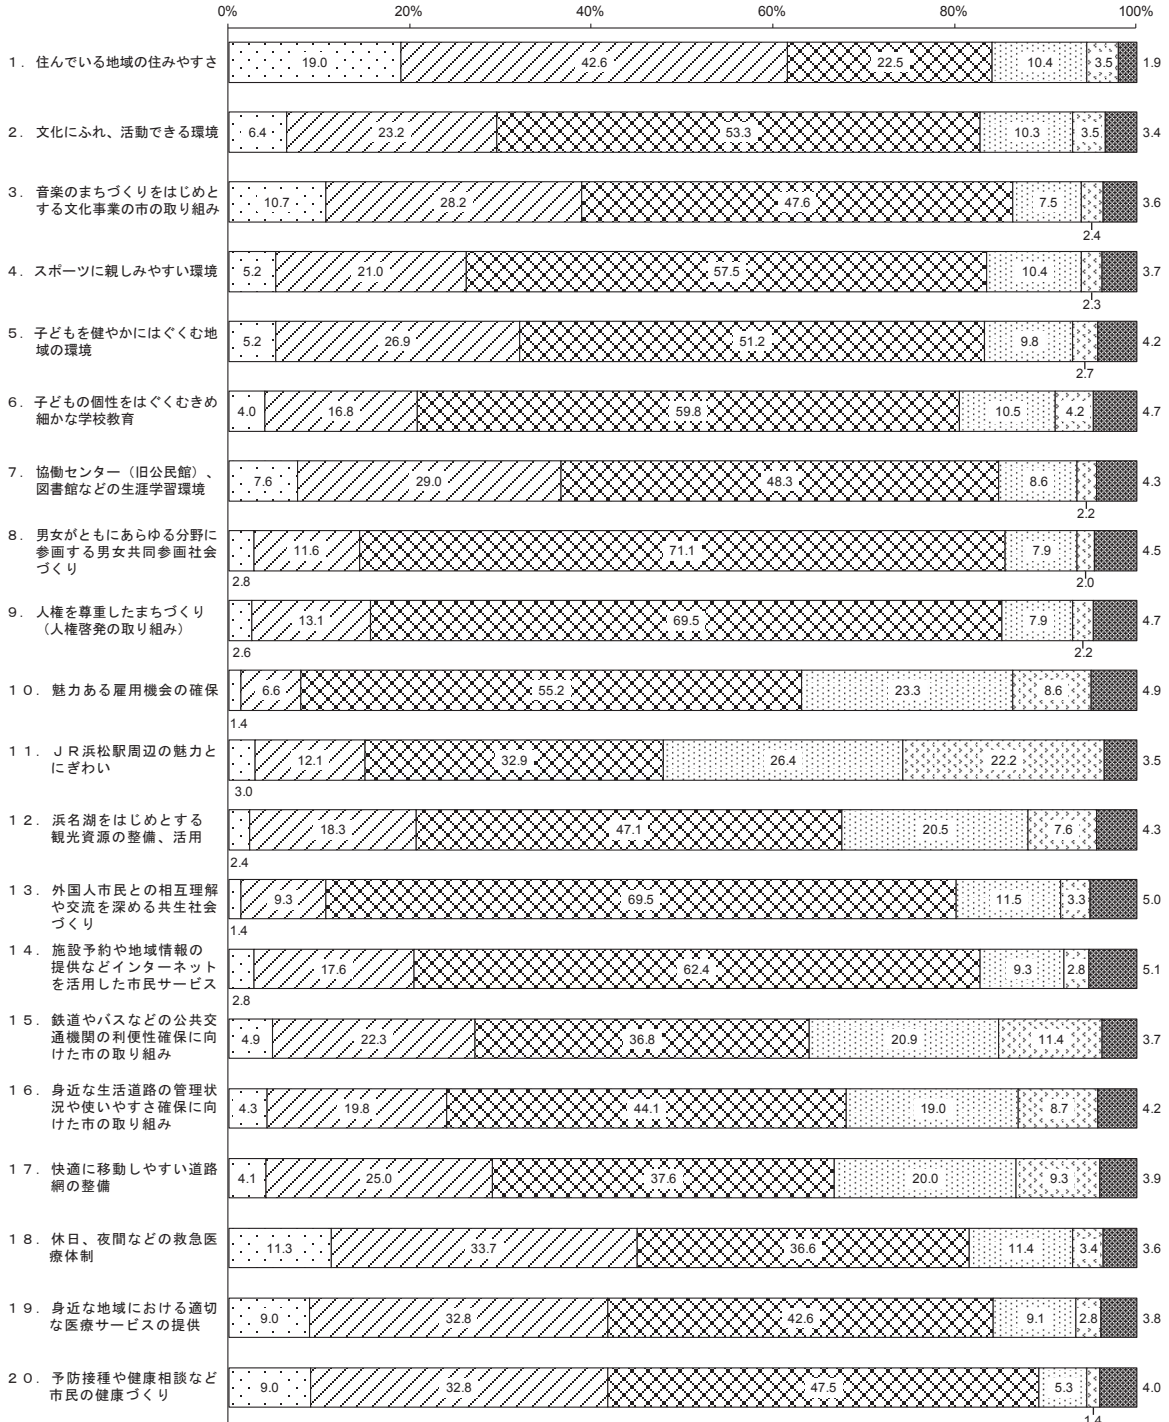 0% 20% 40% 60% 80% 100%
1．住んでいる地域の住みやすさ 19.0 42.6 22.5 10.4 3.5 1.9
2．文化にふれ、活動できる環境 6.4 23.2 53.3 10.3 3.5 3.4
3．音楽のまちづくりをはじめと
する文化事業の市の取り組み 10.7 28.2 47.6 7.5 3.6
2.4
4．スポーツに親しみやすい環境 5.2 21.0 57.5 10.4 3.7
2.3
5．子どもを健やかにはぐくむ地
域の環境 5.2 26.9 51.2 9.8 4.2
2.7
6．子どもの個性をはぐくむきめ
細かな学校教育 4.0 16.8 59.8 10.5 4.2 4.7
7．協働センター（旧公民館）、
図書館などの生涯学習環境 7.6 29.0 48.3 8.6 4.3
2.2
8．男女がともにあらゆる分野に
参画する男女共同参画社会 11.6 71.1 7.9 4.5
づくり
2.8 2.0
9．人権を尊重したまちづくり
（人権啓発の取り組み） 13.1 69.5 7.9 4.7
2.6 2.2
10．魅力ある雇用機会の確保 6.6 55.2 23.3 8.6 4.9
1.4
11．ＪＲ浜松駅周辺の魅力と
にぎわい 12.1 32.9 26.4 22.2 3.5
3.0
12．浜名湖をはじめとする
観光資源の整備、活用 18.3 47.1 20.5 7.6 4.3
2.4
13．外国人市民との相互理解
や交流を深める共生社会 9.3 69.5 11.5 3.3 5.0
づくり
1.4
14．施設予約や地域情報の
提供などインターネット 17.6 62.4 9.3 2.8 5.1
を活用した市民サービス
2.8
15．鉄道やバスなどの公共交
通機関の利便性確保に向 4.9 22.3 36.8 20.9 11.4 3.7
けた市の取り組み
16．身近な生活道路の管理状
況や使いやすさ確保に向 4.3 19.8 44.1 19.0 8.7 4.2
けた市の取り組み
17．快適に移動しやすい道路
網の整備 4.1 25.0 37.6 20.0 9.3 3.9
18．休日、夜間などの救急医
療体制 11.3 33.7 36.6 11.4 3.4 3.6
19．身近な地域における適切
な医療サービスの提供 9.0 32.8 42.6 9.1 2.8 3.8
20．予防接種や健康相談など
市民の健康づくり 9.0 32.8 47.5 5.3 4.0
1.4